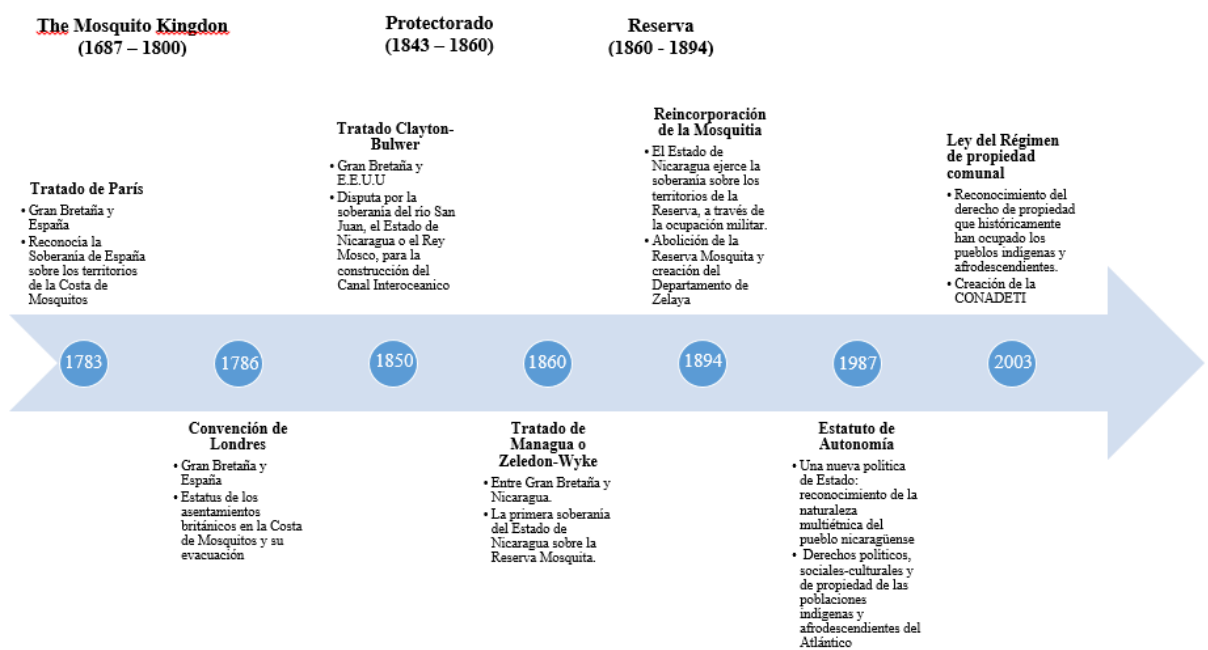 The Mosquito Kingdon
(1687 – 1800)
Protectorado
(1843 – 1860)
Reserva
(1860 - 1894)
Tratado de París
• Gran Bretaña y
España
• Reconocia la
Soberanía de España
sobre los territorios
de la Costa de
Mosquitos
Tratado Clayton-
Bulwer
• Gran Bretaña y
E.E.U.U
• Disputa por la
soberanía del río San
Juan, el Estado de
Nicaragua o el Rey
Mosco, para la
construcción del
Canal Interoceanico
Reincorporación
de la Mosquitia
• El Estado de
Nicaragua ejerce la
soberanía sobre los
territorios de la
Reserva, a través de
la ocupación militar.
• Abolición de la
Reserva Mosquita y
creación del
Departamento de
Zelaya
Ley del Régimen
de propiedad
comunal
• Reconocimiento del
derecho de propiedad
que históricamente
han ocupado los
pueblos indígenas y
afrodescendientes.
• Creación de la
CONADETI
1783
1786
1850
1860
1894
1987
2003
Convención de
Londres
• Gran Bretaña y
España
• Estatus de los
asentamientos
británicos en la Costa
de Mosquitos y su
evacuación
Tratado de
Managua o
Zeledon-Wyke
• Entre Gran Bretaña y
Nicaragua.
• La primera soberanía
del Estado de
Nicaragua sobre la
Reserva Mosquita.
Estatuto de
Autonomía
• Una nueva política
de Estado:
reconocimiento de la
naturaleza
multiétnica del
pueblo nicaragüense
• Derechos políticos,
sociales-culturales y
de propiedad de las
poblaciones
indígenas y
afrodescendientes del
Atlántico